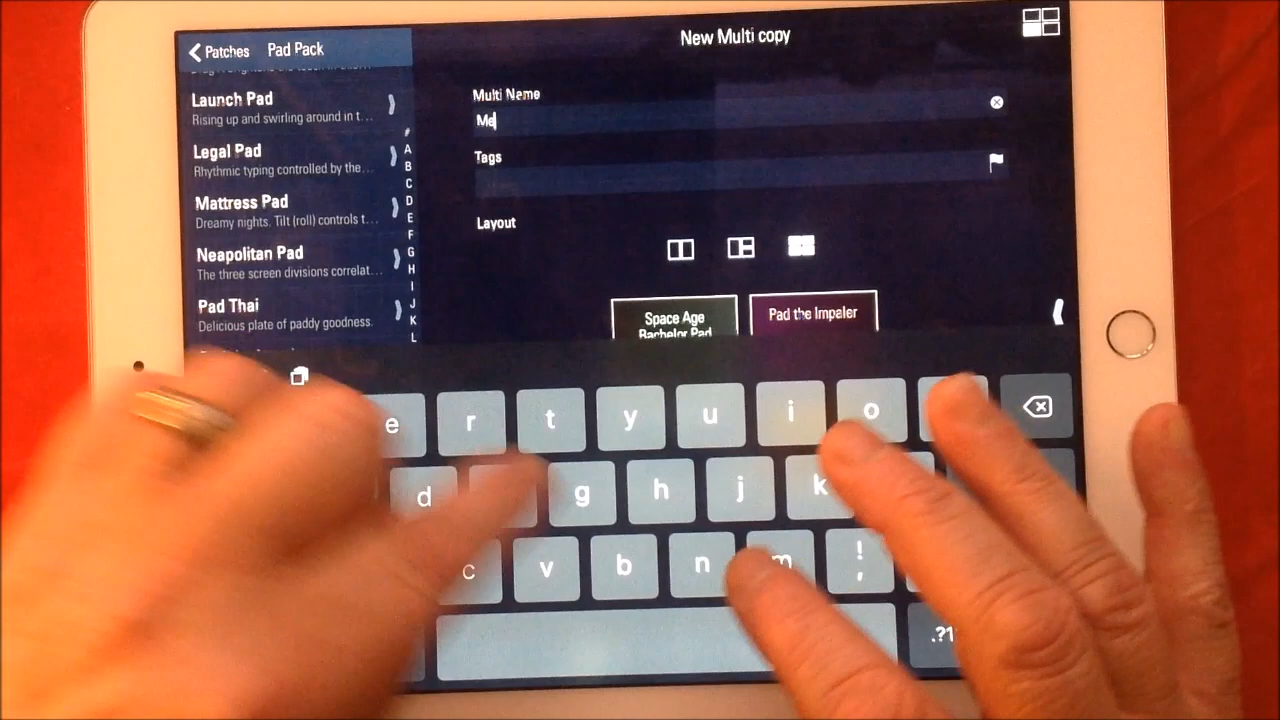 Patches
Pad Pack
New Multi copy
Launch Pad
Rising up and swirling around in t...
Legal Pad
Rhythmic typing controlled by the...
Mattress Pad
Dreamy nights. Tilt (roll) controls t...
Neapolitan Pad
The three screen divisions correlat...
Pad Thai
Delicious plate of paddy goodness.
#
A
B
C
D
E
F
G
H
I
J
K
L
Multi Name
Me
Tags
Layout
Space Age
Bachelor Pad
Pad the Impaler
e r t y u i o
d g h j k
c v b n m ! ,